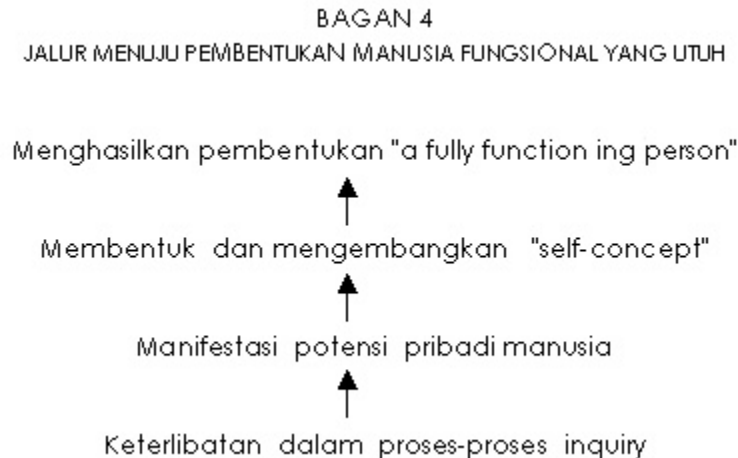 BAGAN 4
JALUR MENUJU PEMBENTUKAN MANUSIA FUNGSIONAL YANG UTUH
Menghasilkan pembentukan "a fully function ing person"
Membentuk dan mengembangkan "self-concept"
Manifestasi potensi pribadi manusia
Keterlibatan dalam proses-proses inquiry